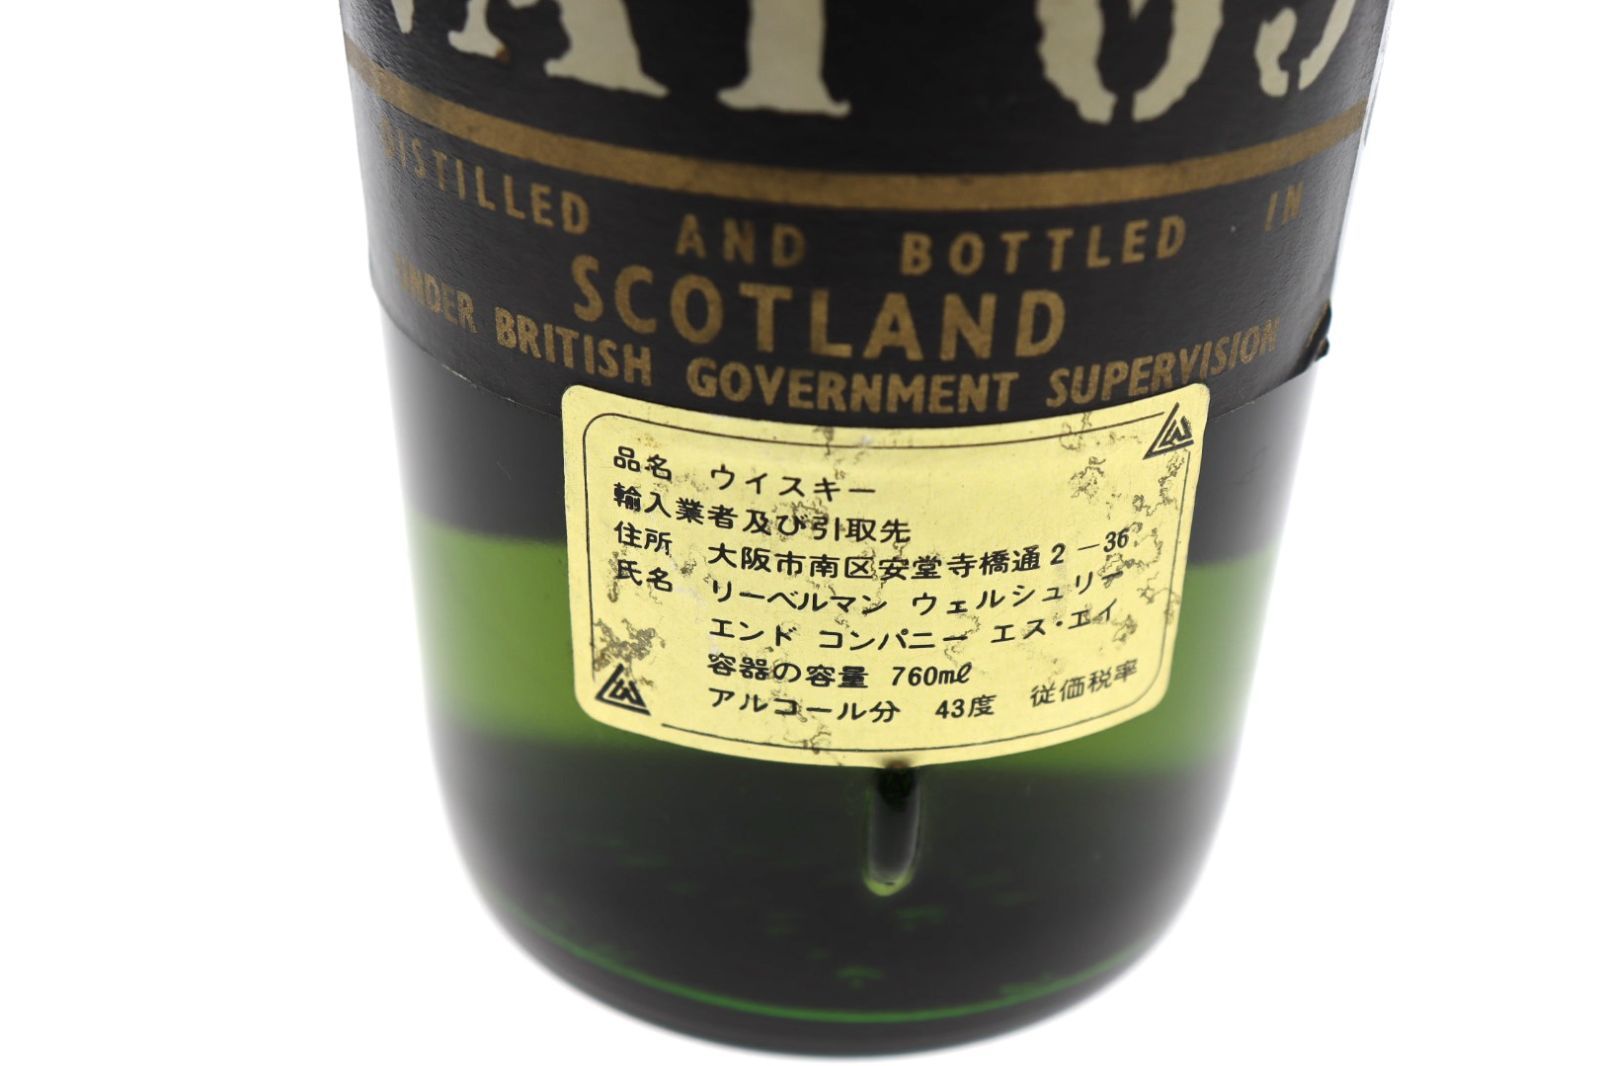 VAT 69
DISTILLED AND BOTTLED IN
SCOTLAND
UNDER BRITISH GOVERNMENT SUPERVISION
品名 ウイスキー
輸入業者及び引取先
住所 大阪市南区安堂寺橋通2-36
氏名 リーベルマン ウェルシュリー
エンド コンパニー エス・エイ
容器の容量 760mℓ
アルコール分 43度 従価税率